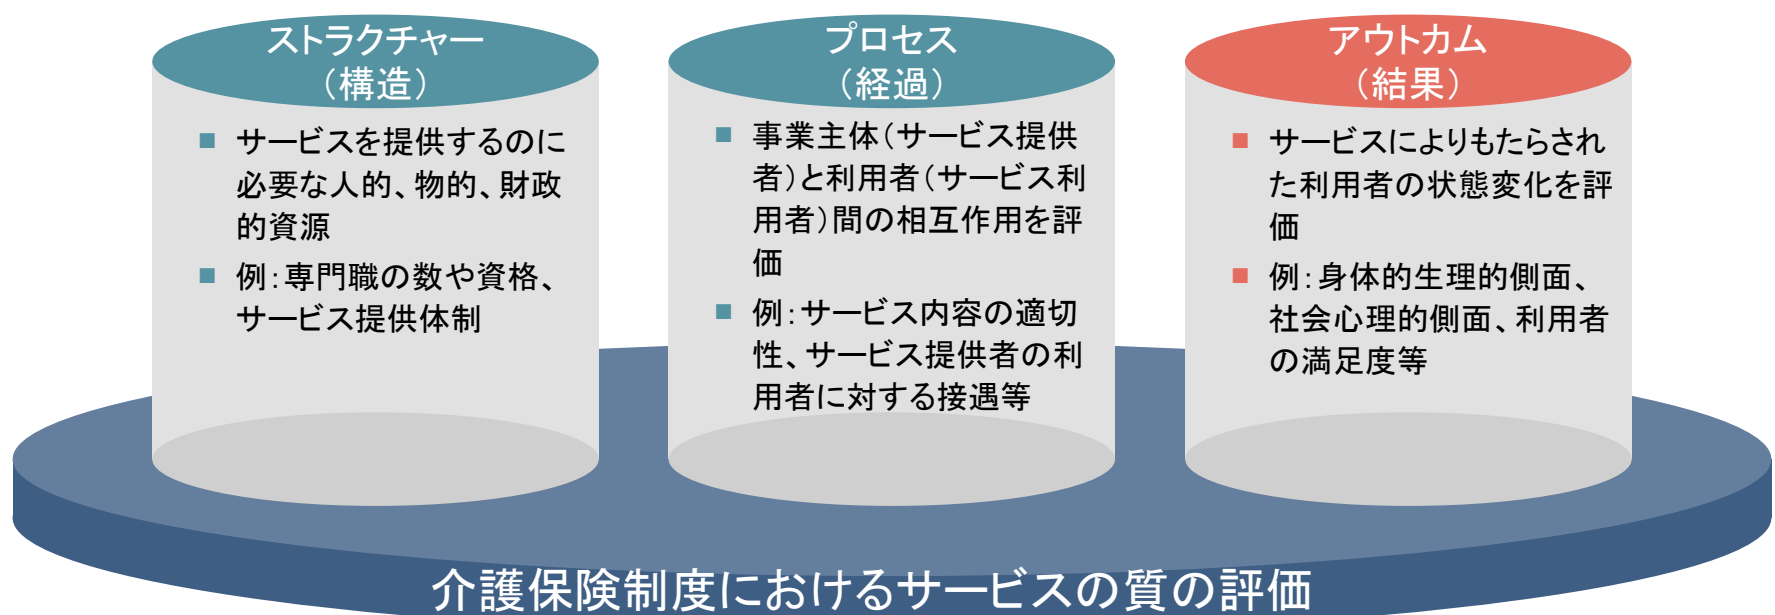 ストラクチャー
（構造）
■ サービスを提供するのに
必要な人的、物的、財政
的資源
■ 例：専門職の数や資格、
サービス提供体制
プロセス
（経過）
■ 事業主体（サービス提供
者）と利用者（サービス利
用者）間の相互作用を評
価
■ 例：サービス内容の適切
性、サービス提供者の利
用者に対する接遇等
アウトカム
（結果）
■ サービスによりもたらされ
た利用者の状態変化を評
価
■ 例：身体的生理的側面、
社会心理的側面、利用者
の満足度等
介護保険制度におけるサービスの質の評価